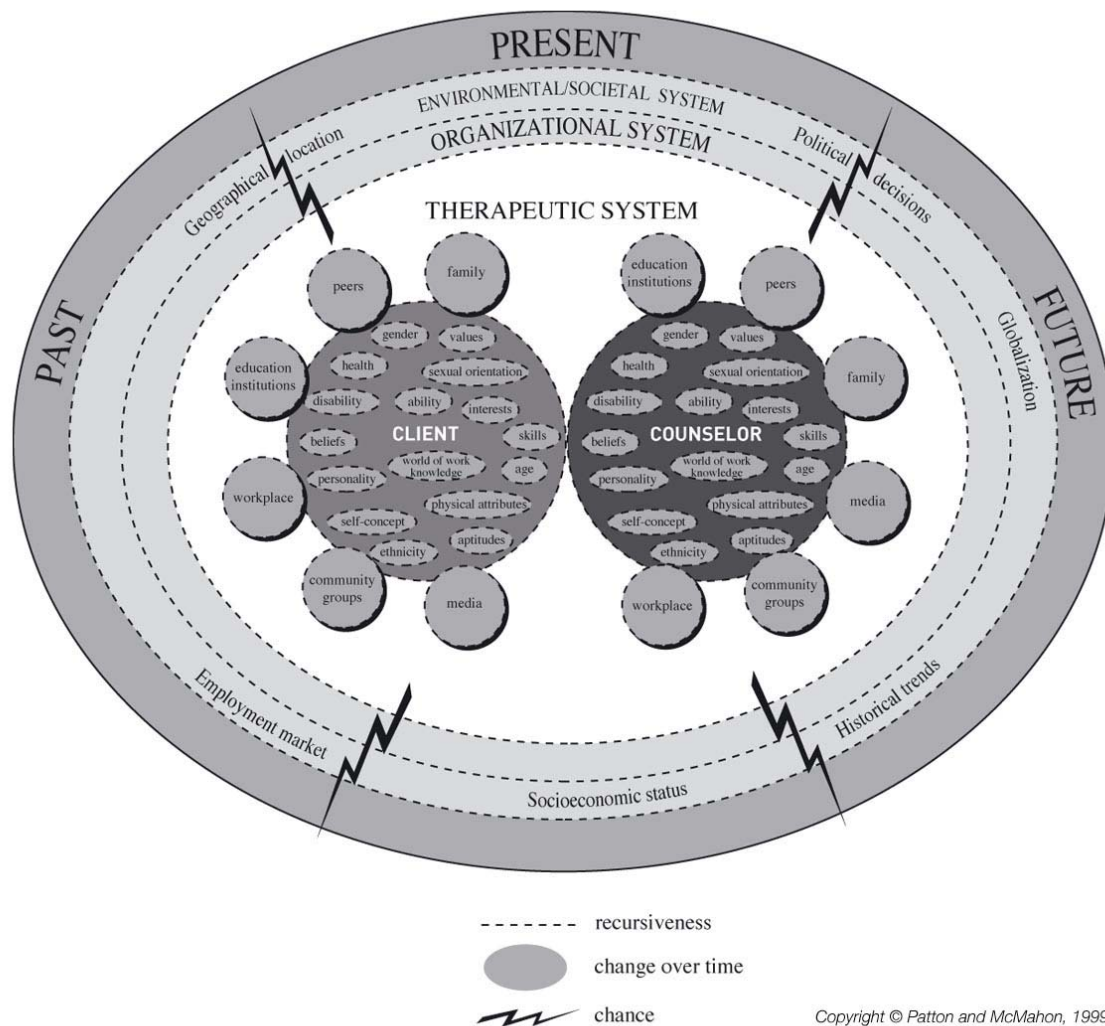 PRESENT
ENVIRONMENTAL/SOCIETAL SYSTEM
ORGANIZATIONAL SYSTEM
Geographical location
Political decisions
PAST
FUTURE
Globalization
THERAPEUTIC SYSTEM
peers
family
education
institutions
workplace
community
groups
media
gender
values
health
sexual orientation
disability
ability
interests
beliefs
CLIENT
skills
world of work
knowledge
age
personality
physical attributes
self-concept
aptitudes
ethnicity
education
institutions
peers
family
media
community
groups
workplace
gender
values
health
sexual orientation
disability
ability
interests
beliefs
COUNSELOR
skills
world of work
knowledge
age
personality
physical attributes
self-concept
aptitudes
ethnicity
Employment market
Socioeconomic status
Historical trends
recursiveness
change over time
chance
Copyright © Patton and McMahon, 1999